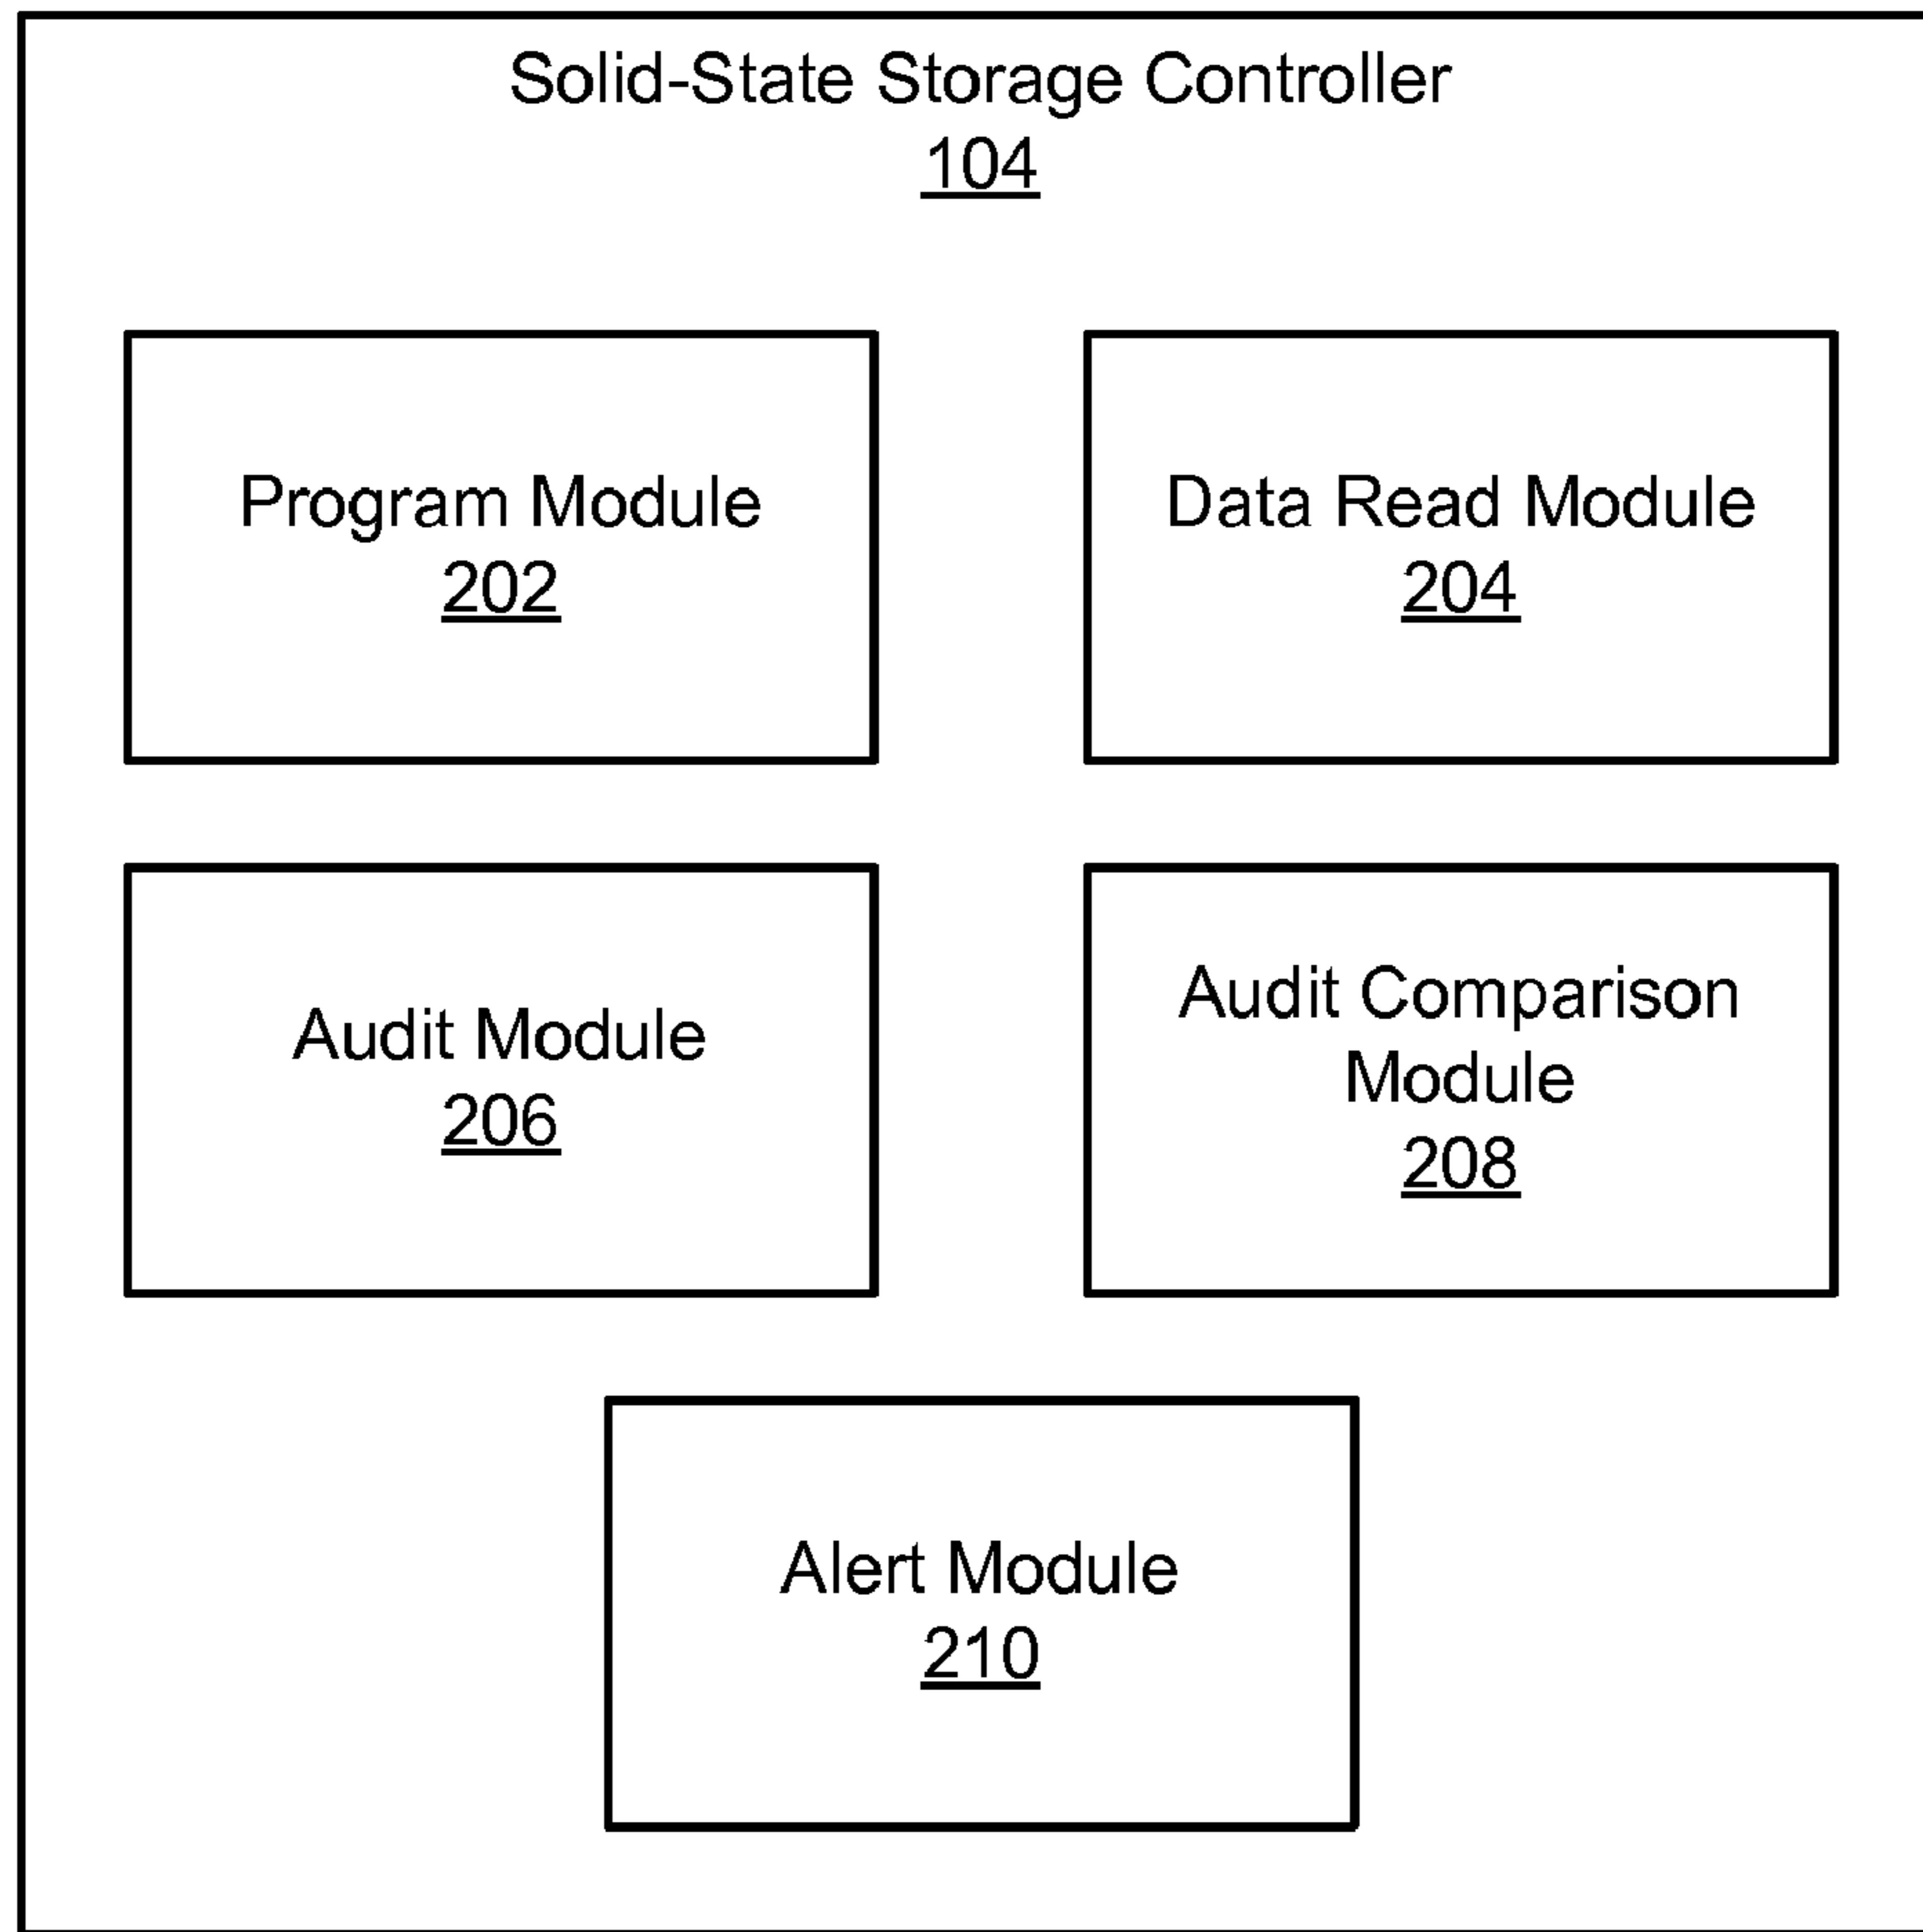 Solid-State Storage Controller
104
Program Module
202
Data Read Module
204
Audit Module
206
Audit Comparison
Module
208
Alert Module
210